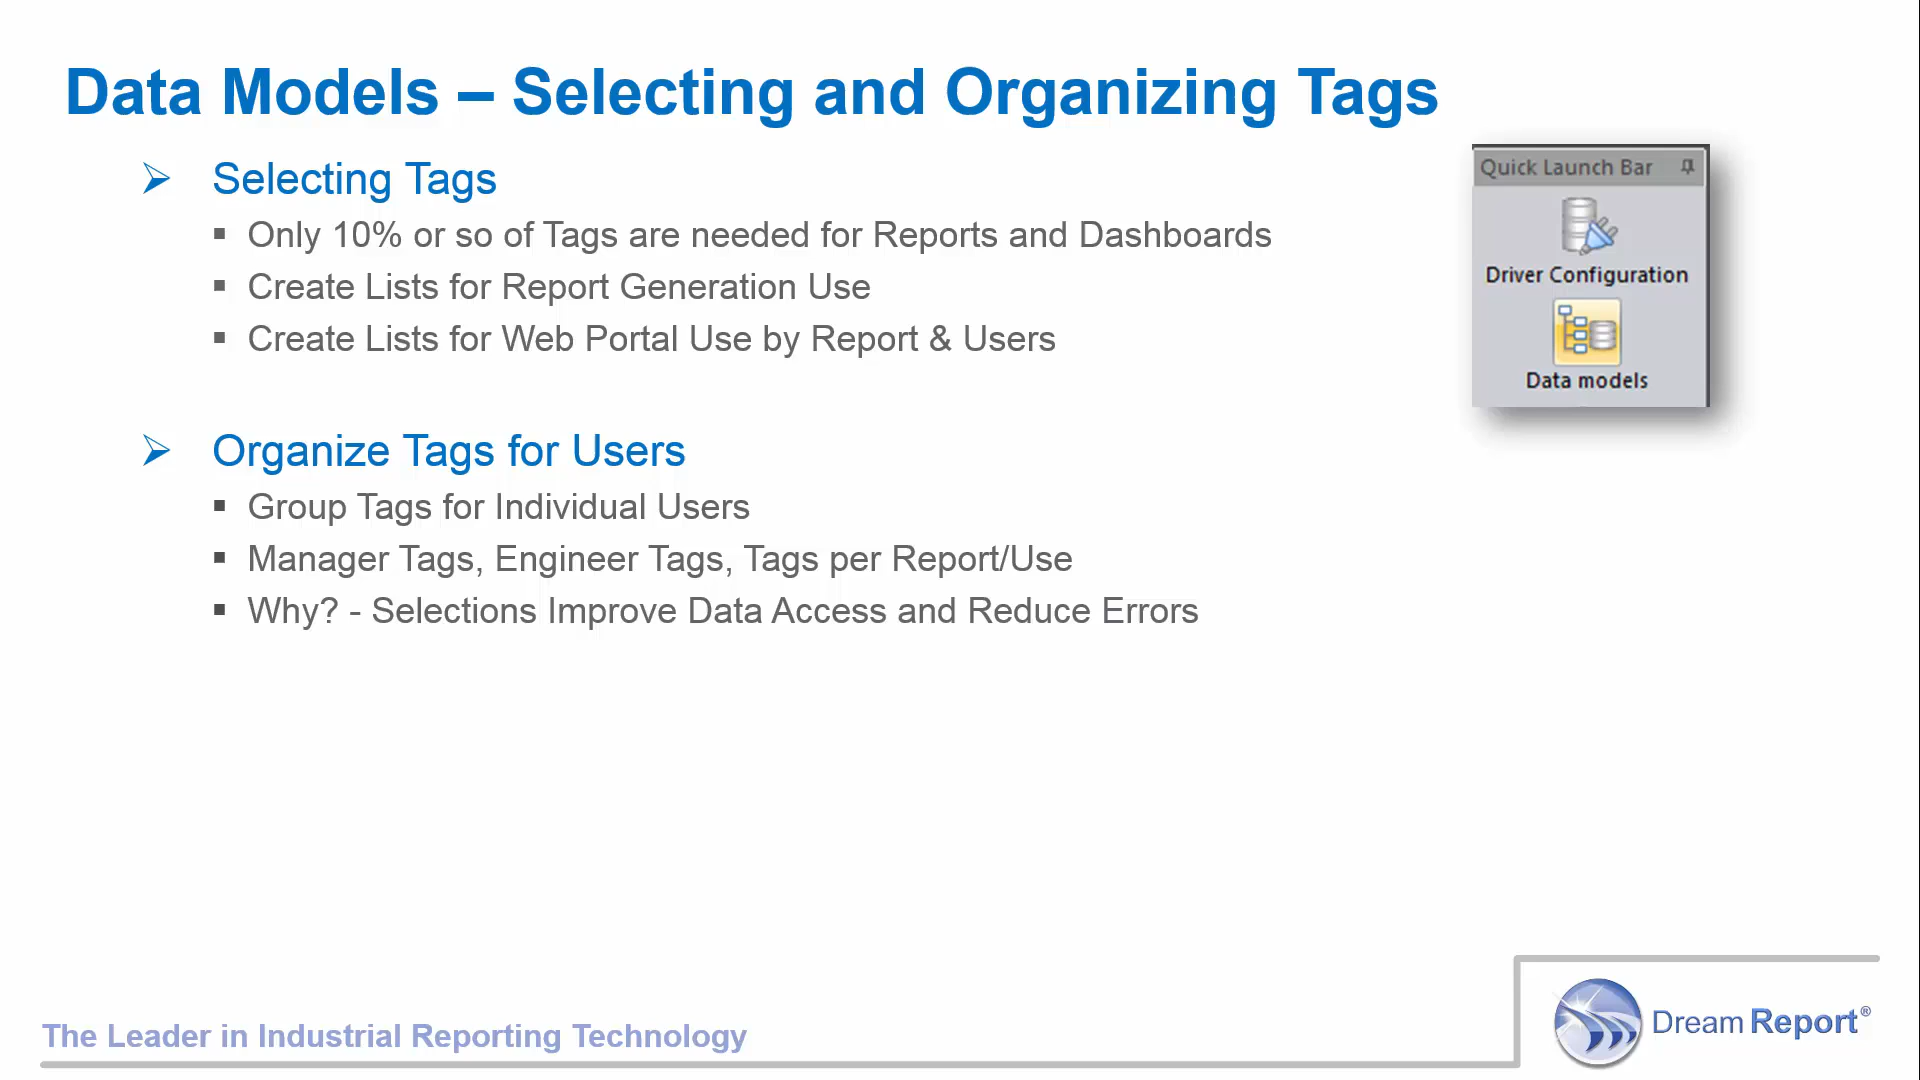 Data Models – Selecting and Organizing Tags
Selecting Tags
Only 10% or so of Tags are needed for Reports and Dashboards
Create Lists for Report Generation Use
Create Lists for Web Portal Use by Report & Users
Organize Tags for Users
Group Tags for Individual Users
Manager Tags, Engineer Tags, Tags per Report/Use
Why? - Selections Improve Data Access and Reduce Errors
Quick Launch Bar
Driver Configuration
Data models
The Leader in Industrial Reporting Technology
Dream Report®